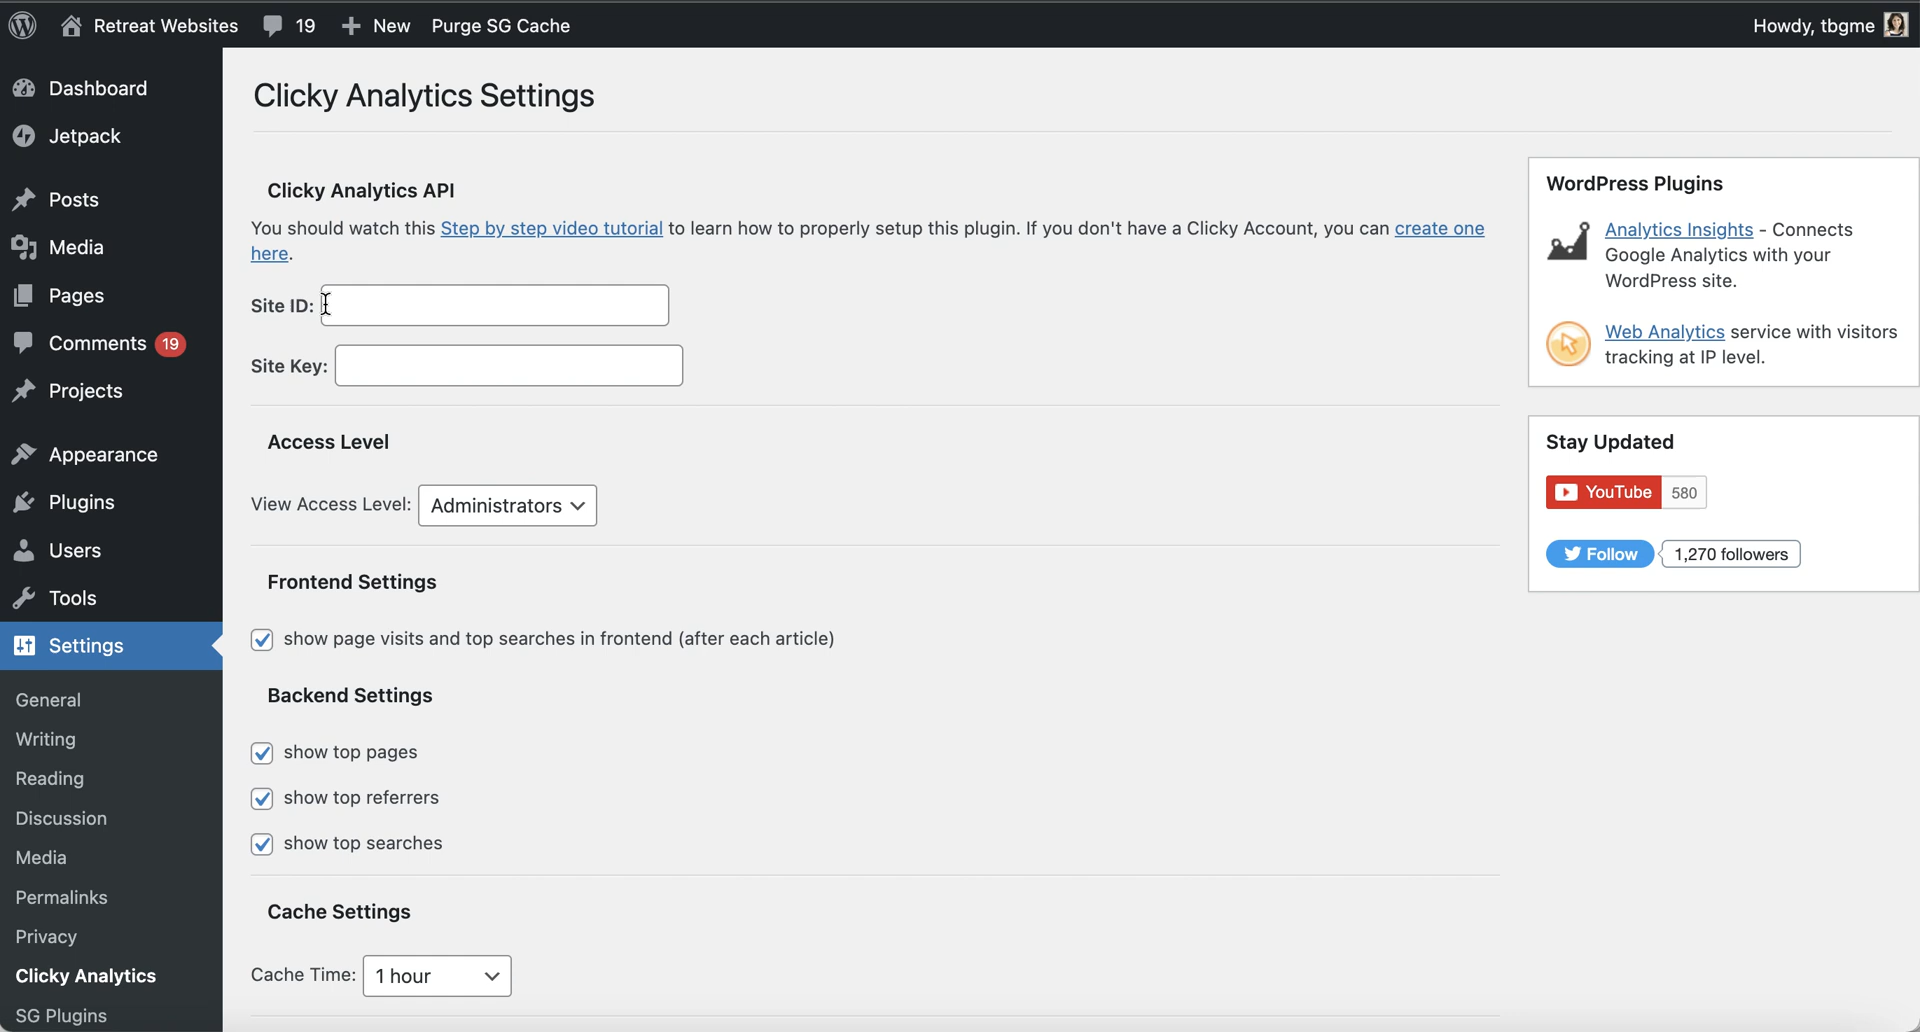 Retreat Websites 19 New Purge SG Cache Howdy, tbgme
Dashboard
Jetpack
Posts
Media
Pages
Comments 19
Projects
Appearance
Plugins
Users
Tools
Settings
General
Writing
Reading
Discussion
Media
Permalinks
Privacy
Clicky Analytics
SG Plugins
Clicky Analytics Settings
Clicky Analytics API
You should watch this Step by step video tutorial to learn how to properly setup this plugin. If you don't have a Clicky Account, you can create one
here.
Site ID:
Site Key:
Access Level
View Access Level: Administrators
Frontend Settings
show page visits and top searches in frontend (after each article)
Backend Settings
show top pages
show top referrers
show top searches
Cache Settings
Cache Time: 1 hour
WordPress Plugins
Analytics Insights - Connects
Google Analytics with your
WordPress site.
Web Analytics service with visitors
tracking at IP level.
Stay Updated
YouTube 580
Follow 1,270 followers